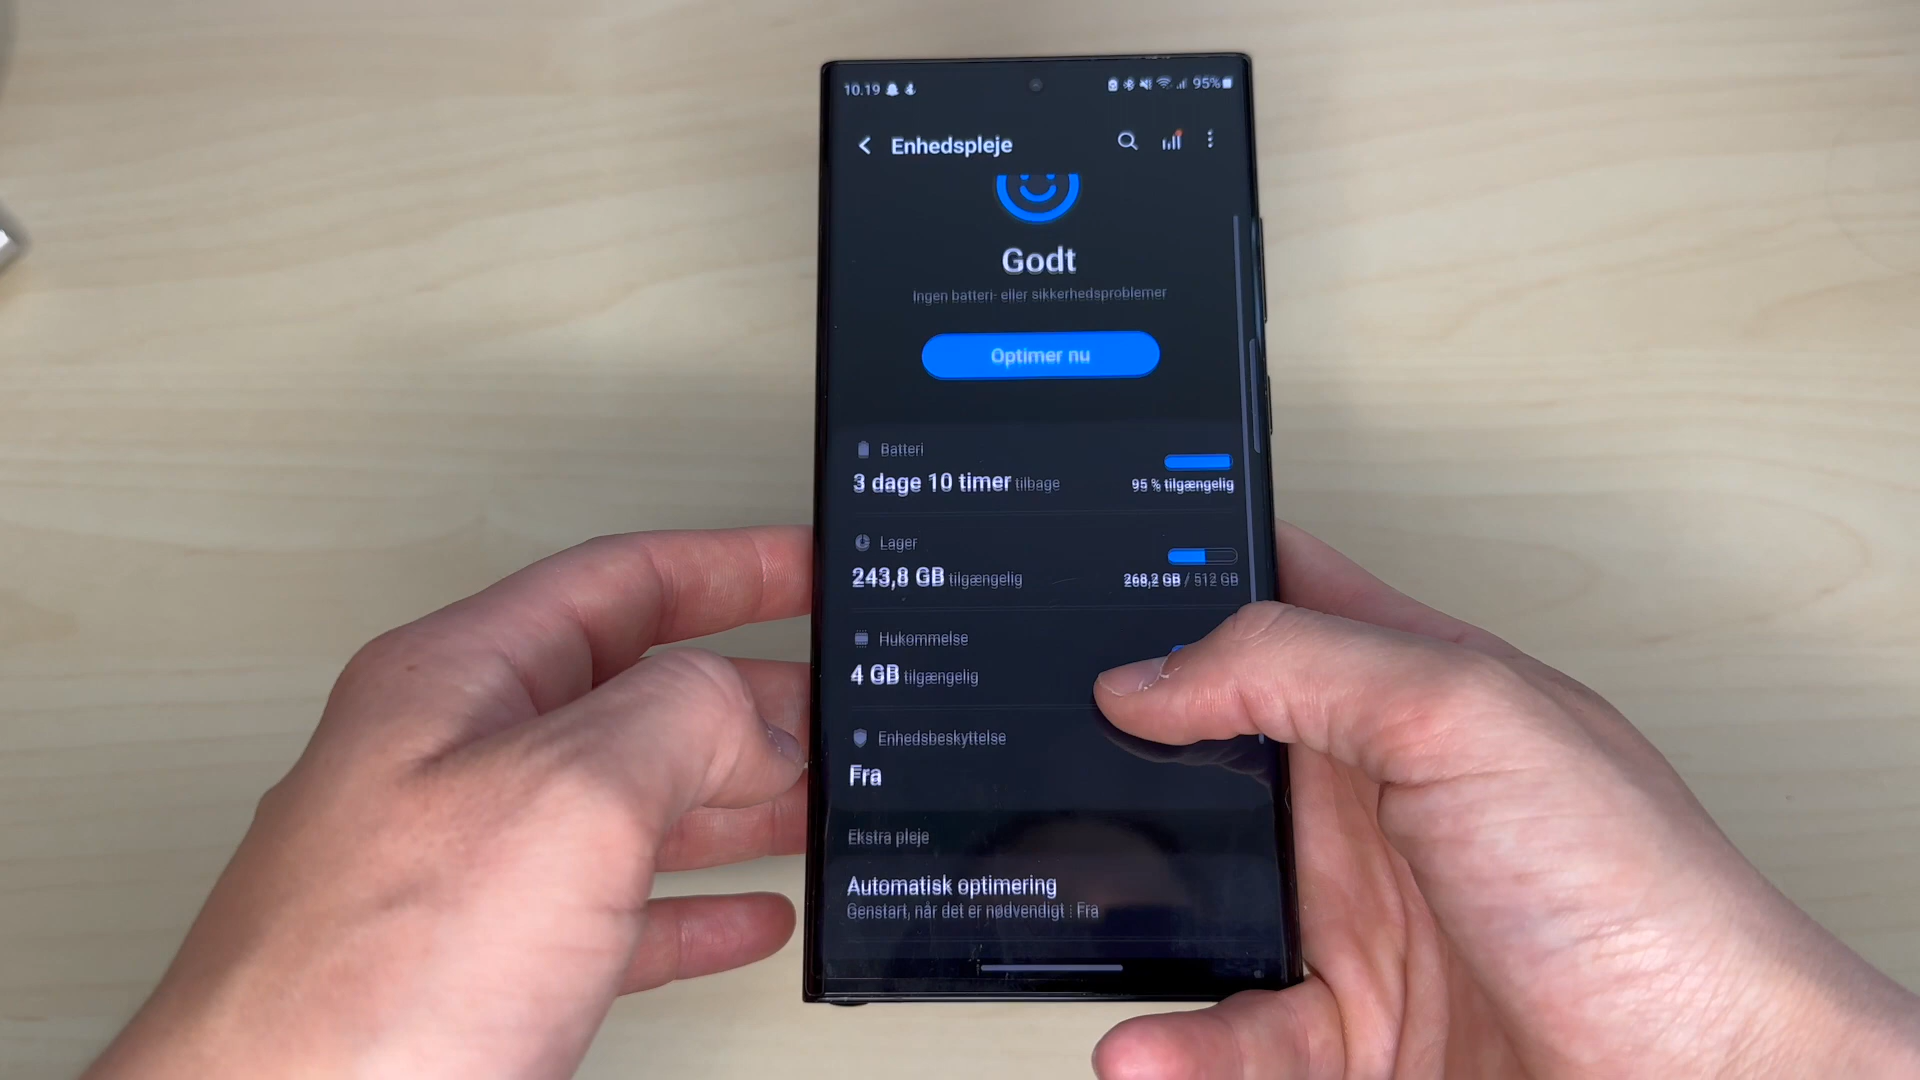 10.19
95%
Enhedspleje
Godt
Ingen batteri- eller sikkerhedsproblemer
Optimer nu
Batteri
3 dage 10 timer tilbage
95 % tilgængelig
Lager
243,8 GB tilgængelig
268,2 GB / 512 GB
Hukommelse
4 GB tilgængelig
Enhedsbeskyttelse
Fra
Ekstra pleje
Automatisk optimering
Genstart, når det er nødvendigt : Fra